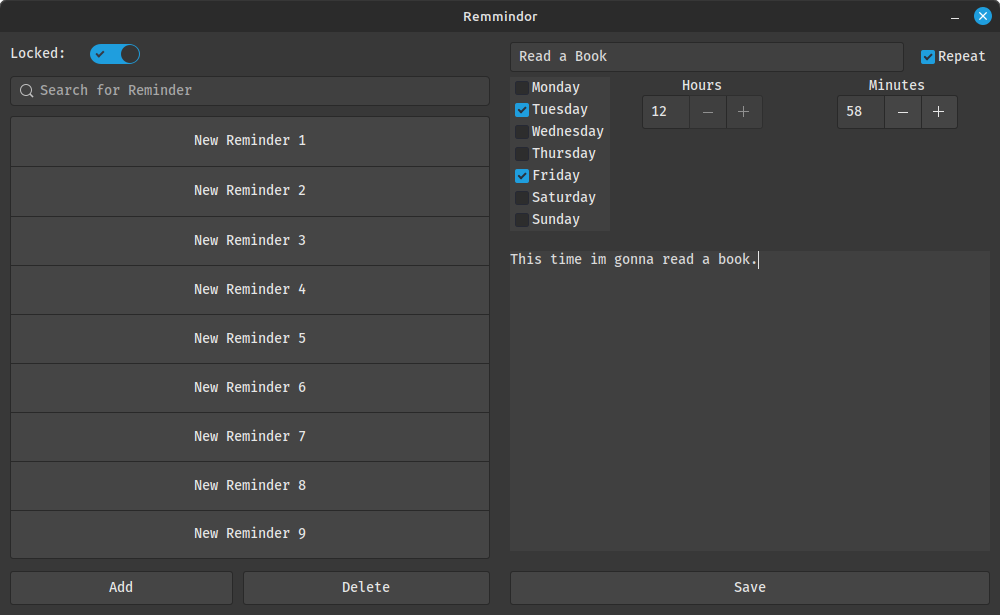 Remmindor
Locked:
Search for Reminder
New Reminder 1
New Reminder 2
New Reminder 3
New Reminder 4
New Reminder 5
New Reminder 6
New Reminder 7
New Reminder 8
New Reminder 9
Add
Delete
Read a Book
Repeat
Monday
Tuesday
Wednesday
Thursday
Friday
Saturday
Sunday
Hours
12
Minutes
58
This time im gonna read a book.
Save